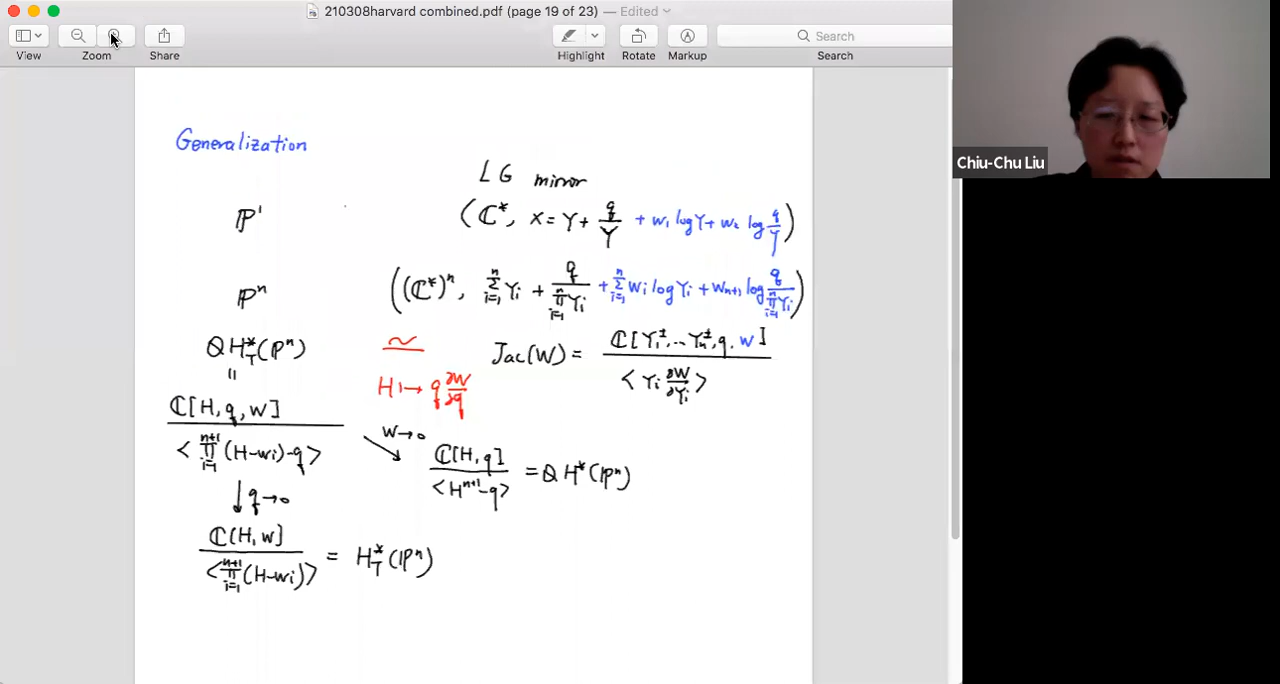 210308harvard combined.pdf (page 19 of 23) — Edited
View
Zoom
Share
Highlight
Rotate
Markup
Search
Search
Chiu-Chu Liu
Generalization
LG mirror
ℙ¹ (ℂ*, X = Y + q/Y + w₁ log Y + w₂ log q/Y)
ℙⁿ ((ℂ*)ⁿ, ∑ᵢ₌₁ⁿ Yᵢ + q/∏ᵢ₌₁ⁿ Yᵢ + ∑ᵢ₌₁ⁿ wᵢ log Yᵢ + wₙ₊₁ log q/∏ᵢ₌₁ⁿ Yᵢ)
QH*_T(ℙⁿ) ≃ Jac(W) = ℂ[Y₁^±, … Yₙ^±, q, w] / <Yᵢ ∂W/∂Yᵢ>
H ↦ q ∂W/∂q
=
ℂ[H, q, w] / <∏ᵢ₌₁ⁿ⁺¹ (H-wᵢ)-q>
w→0
ℂ[H, q] / <Hⁿ⁺¹-q> = QH*(ℙⁿ)
↓ q→0
ℂ[H, w] / <∏ᵢ₌₁ⁿ⁺¹ (H-wᵢ)> = H*_T(ℙⁿ)